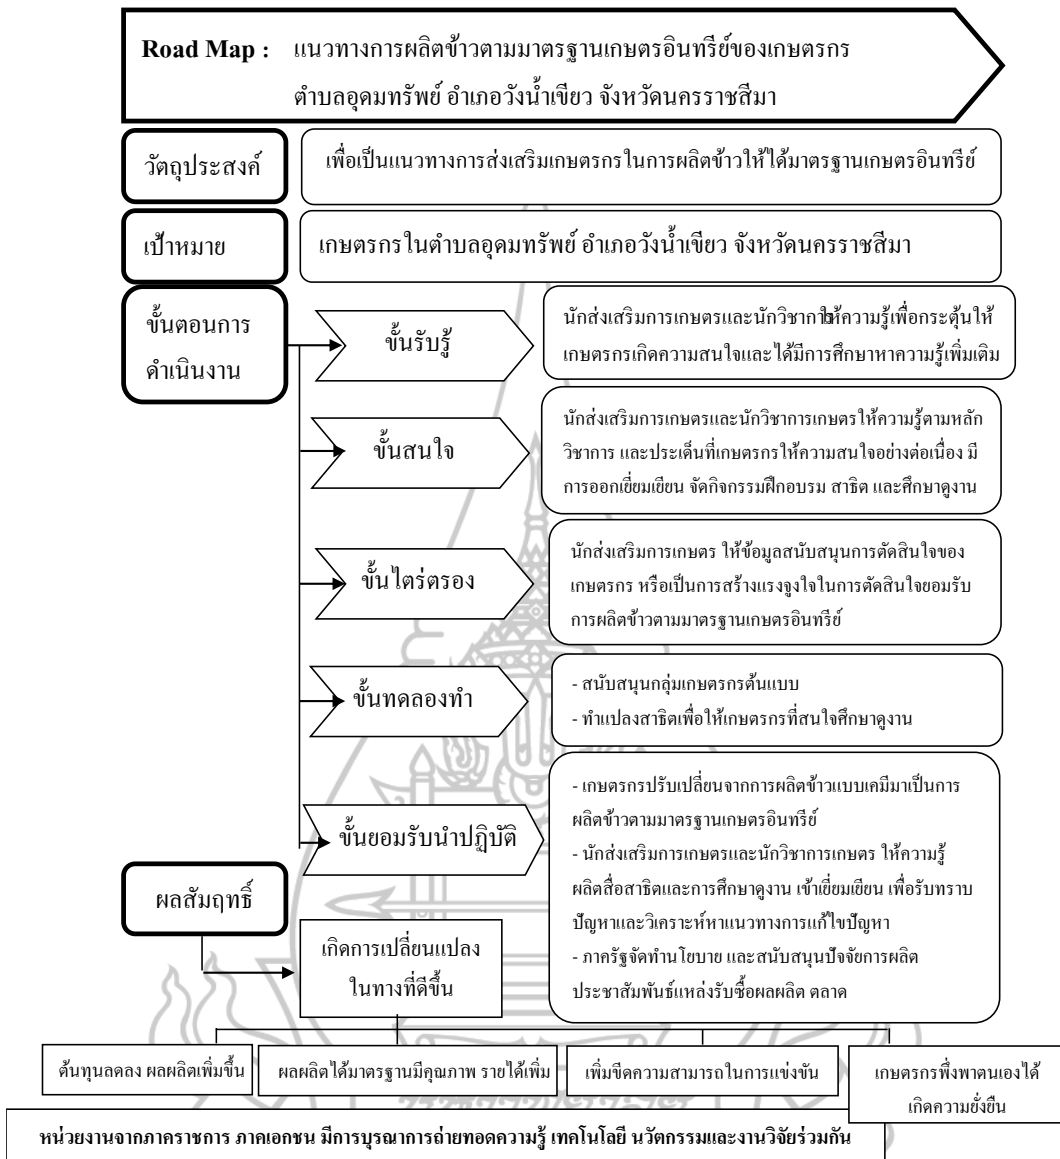 Road Map : แนวทางการผลิตข้าวตามมาตรฐานเกษตรอินทรีย์ของเกษตรกร
ตำบลอุดมทรัพย์ อำเภอวังน้ำเขียว จังหวัดนครราชสีมา
วัตถุประสงค์
เพื่อเป็นแนวทางการส่งเสริมเกษตรกรในการผลิตข้าวให้ได้มาตรฐานเกษตรอินทรีย์
เป้าหมาย
เกษตรกรในตำบลอุดมทรัพย์ อำเภอวังน้ำเขียว จังหวัดนครราชสีมา
ขั้นตอนการ
ดำเนินงาน
ขั้นรับรู้
นักส่งเสริมการเกษตรและนักวิชาการให้ความรู้เพื่อกระตุ้นให้
เกษตรกรเกิดความสนใจและได้มีการศึกษาหาความรู้เพิ่มเติม
ขั้นสนใจ
นักส่งเสริมการเกษตรและนักวิชาการเกษตรให้ความรู้ตามหลัก
วิชาการ และประเด็นที่เกษตรกรให้ความสนใจอย่างต่อเนื่อง มี
การออกเยี่ยมเยียน จัดกิจกรรมฝึกอบรม สาธิต และศึกษาดูงาน
ขั้นไตร่ตรอง
นักส่งเสริมการเกษตร ให้ข้อมูลสนับสนุนการตัดสินใจของ
เกษตรกร หรือเป็นการสร้างแรงจูงใจในการตัดสินใจยอมรับ
การผลิตข้าวตามมาตรฐานเกษตรอินทรีย์
ขั้นทดลองทำ
- สนับสนุนกลุ่มเกษตรกรต้นแบบ
- ทำแปลงสาธิตเพื่อให้เกษตรกรที่สนใจศึกษาดูงาน
ขั้นยอมรับนำปฏิบัติ
- เกษตรกรปรับเปลี่ยนจากการผลิตข้าวแบบเคมีมาเป็นการ
ผลิตข้าวตามมาตรฐานเกษตรอินทรีย์
- นักส่งเสริมการเกษตรและนักวิชาการเกษตร ให้ความรู้
ผลิตสื่อสาธิตและการศึกษาดูงาน เข้าเยี่ยมเยียน เพื่อรับทราบ
ปัญหาและวิเคราะห์หาแนวทางการแก้ไขปัญหา
- ภาครัฐจัดทำนโยบาย และสนับสนุนปัจจัยการผลิต
ประชาสัมพันธ์แหล่งรับซื้อผลผลิต ตลาด
ผลสัมฤทธิ์
เกิดการเปลี่ยนแปลง
ในทางที่ดีขึ้น
ต้นทุนลดลง ผลผลิตเพิ่มขึ้น
ผลผลิตได้มาตรฐานมีคุณภาพ รายได้เพิ่ม
เพิ่มขีดความสามารถในการแข่งขัน
เกษตรกรพึ่งพาตนเองได้
เกิดความยั่งยืน
หน่วยงานจากภาคราชการ ภาคเอกชน มีการบูรณาการถ่ายทอดความรู้ เทคโนโลยี นวัตกรรมและงานวิจัยร่วมกัน